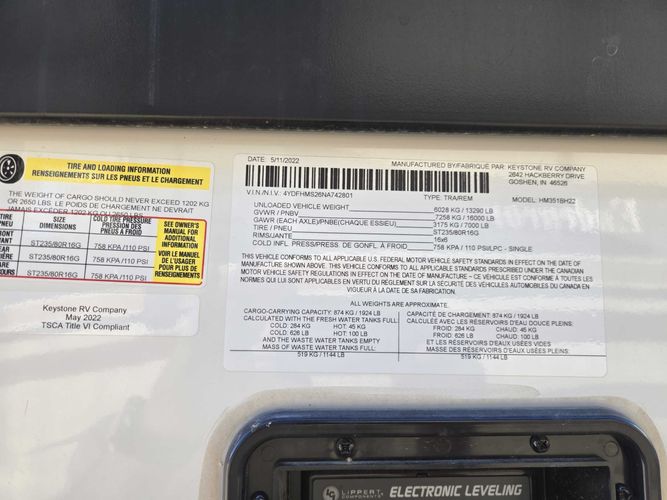 TIRE AND LOADING INFORMATION
RENSEIGNEMENTS SUR LES PNEUS ET LE CHARGEMENT
THE WEIGHT OF CARGO SHOULD NEVER EXCEED 1202 KG
OR 2650 LBS. LE POIDS DE CHARGEMENT NE DEVRAIT
JAMAIS EXCÉDER 1202 KG OU 2650 LB
TIRE
SIZE
DIMENSIONS
COLD TIRE PRESSURE
PRESSION DES
PNEUS À FROID
SEE OWNER'S
MANUAL FOR
ADDITIONAL
INFORMATION
VOIR LE MANUEL
DE L'USAGER
POUR PLUS DE
RENSEIGNEMENTS
ST235/80R16G 758 KPA /110 PSI
ST235/80R16G 758 KPA /110 PSI
ST235/80R16G 758 KPA /110 PSI
Keystone RV Company
May 2022
TSCA Title VI Compliant
DATE: 5/11/2022
MANUFACTURED BY/FABRIQUÉ PAR: KEYSTONE RV COMPANY
2642 HACKBERRY DRIVE
GOSHEN, IN 46526
V.I.N./N.I.V.: 4YDFHMS26NA742801 TYPE: TRA/REM MODEL: HM351BH22
UNLOADED VEHICLE WEIGHT 6028 KG / 13290 LB
GVWR / PNBV 7258 KG / 16000 LB
GAWR (EACH AXLE)/PNBE(CHAQUE ESSIEU) 3175 KG / 7000 LB
TIRE / PNEU ST235/80R16G
RIMS/JANTE 16x6
COLD INFL. PRESS/PRESS. DE GONFL. À FROID 758 KPA / 110 PSI/LPC - SINGLE
THIS VEHICLE CONFORMS TO ALL APPLICABLE U.S. FEDERAL MOTOR VEHICLE SAFETY STANDARDS IN EFFECT ON THE DATE OF
MANUFACTURE SHOWN ABOVE. THIS VEHICLE CONFORMS TO ALL APPLICABLE STANDARDS PRESCRIBED UNDER THE CANADIAN
MOTOR VEHICLE SAFETY REGULATIONS IN EFFECT ON THE DATE OF MANUFACTURE / CE VÉHICULE EST CONFORME À TOUTES LES
NORMES QUI LUI SONT APPLICABLES EN VERTU DU RÈGLEMENT SUR LA SÉCURITÉ DES VÉHICULES AUTOMOBILES DU CANADA EN
VIGUEUR À LA DATE DE SA FABRICATION.
ALL WEIGHTS ARE APPROXIMATE.
CARGO-CARRYING CAPACITY: 874 KG / 1924 LB
CALCULATED WITH THE FRESH WATER TANKS FULL:
COLD: 284 KG HOT: 45 KG
COLD: 626 LB HOT: 100 LB
AND THE WASTE WATER TANKS EMPTY
MASS OF WASTE WATER TANKS FULL:
519 KG / 1144 LB
CAPACITÉ DE CHARGEMENT: 874 KG / 1924 LB
CALCULÉE AVEC LES RÉSERVOIRS D'EAU DOUCE PLEINS:
FROID: 284 KG CHAUD: 45 KG
FROID: 626 LB CHAUD: 100 LB
ET LES RÉSERVOIRS D'EAUX USÉES VIDES
MASSE DES RÉSERVOIRS D'EAUX USÉES PLEINS:
519 KG / 1144 LB
LIPPERT
COMPONENTS
ELECTRONIC LEVELING